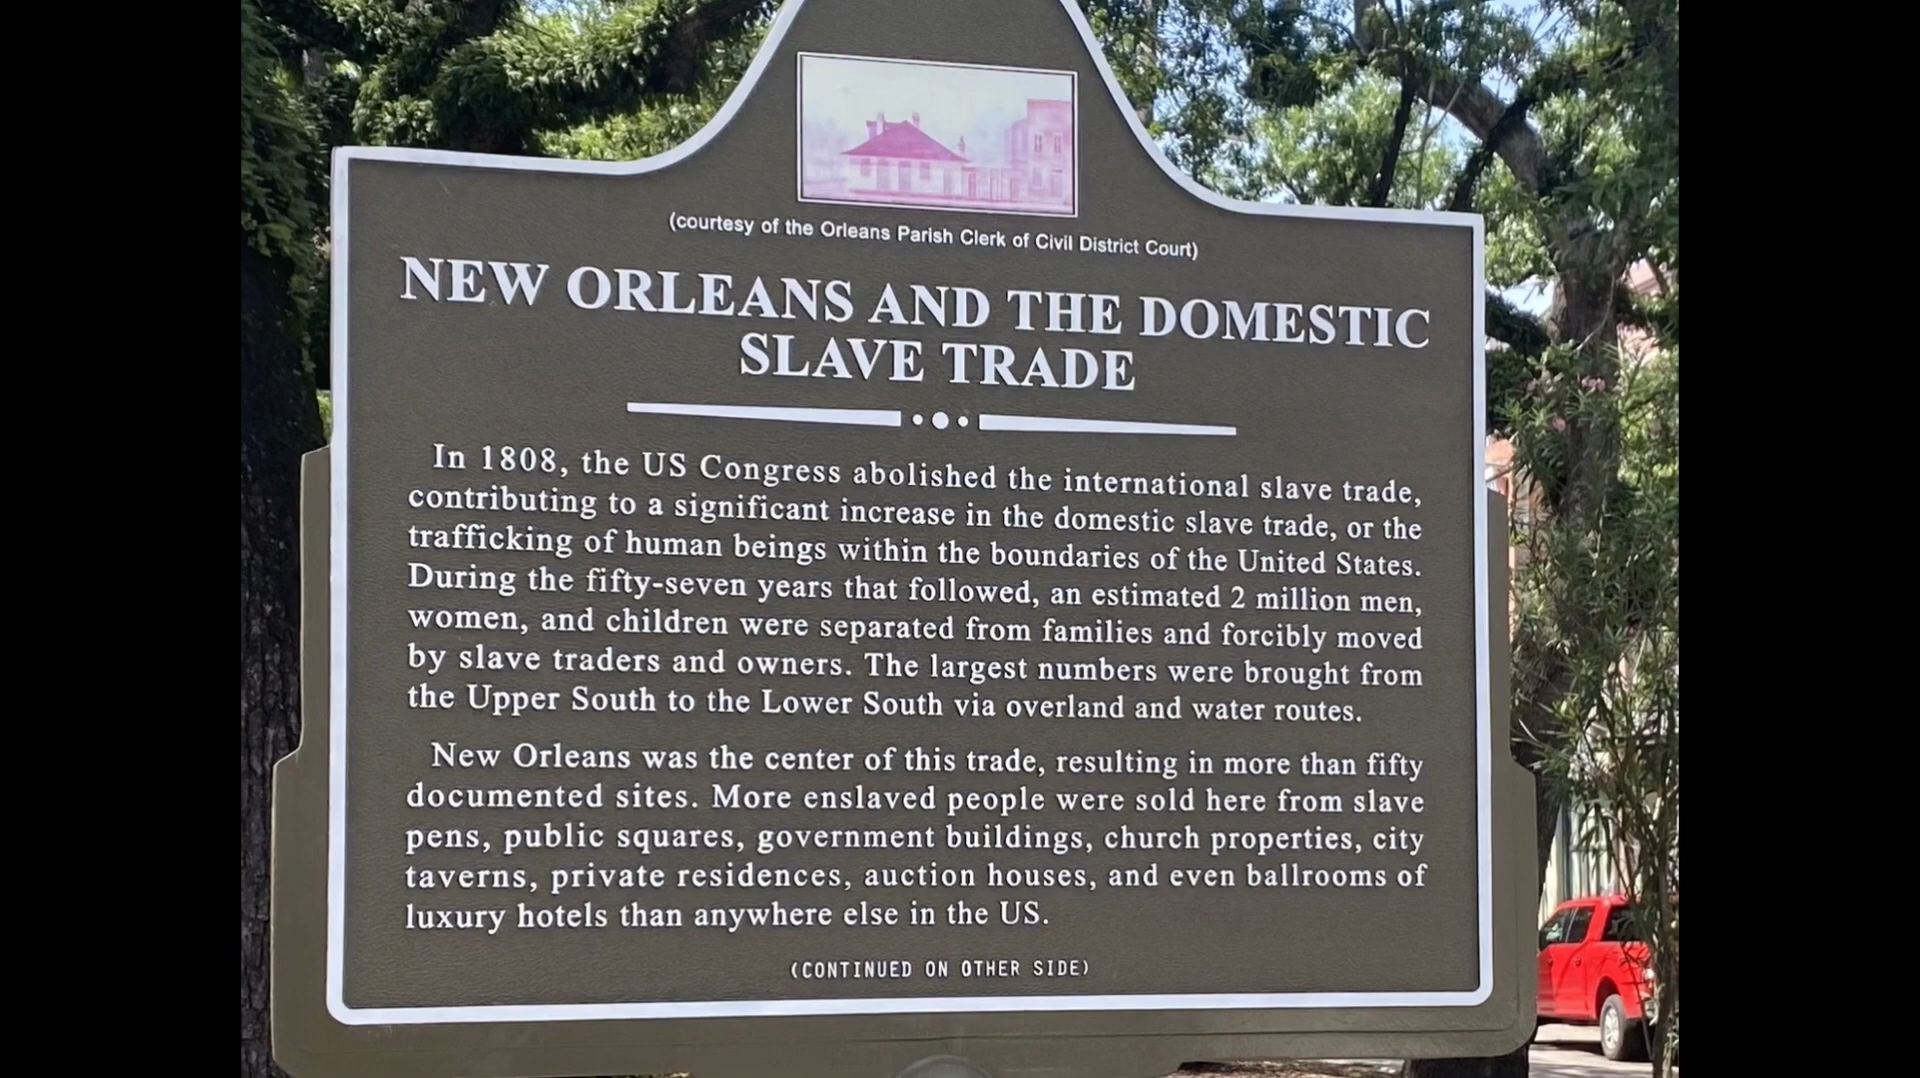 (courtesy of the Orleans Parish Clerk of Civil District Court)
NEW ORLEANS AND THE DOMESTIC
SLAVE TRADE
In 1808, the US Congress abolished the international slave trade,
contributing to a significant increase in the domestic slave trade, or the
trafficking of human beings within the boundaries of the United States.
During the fifty-seven years that followed, an estimated 2 million men,
women, and children were separated from families and forcibly moved
by slave traders and owners. The largest numbers were brought from
the Upper South to the Lower South via overland and water routes.
New Orleans was the center of this trade, resulting in more than fifty
documented sites. More enslaved people were sold here from slave
pens, public squares, government buildings, church properties, city
taverns, private residences, auction houses, and even ballrooms of
luxury hotels than anywhere else in the US.
(CONTINUED ON OTHER SIDE)